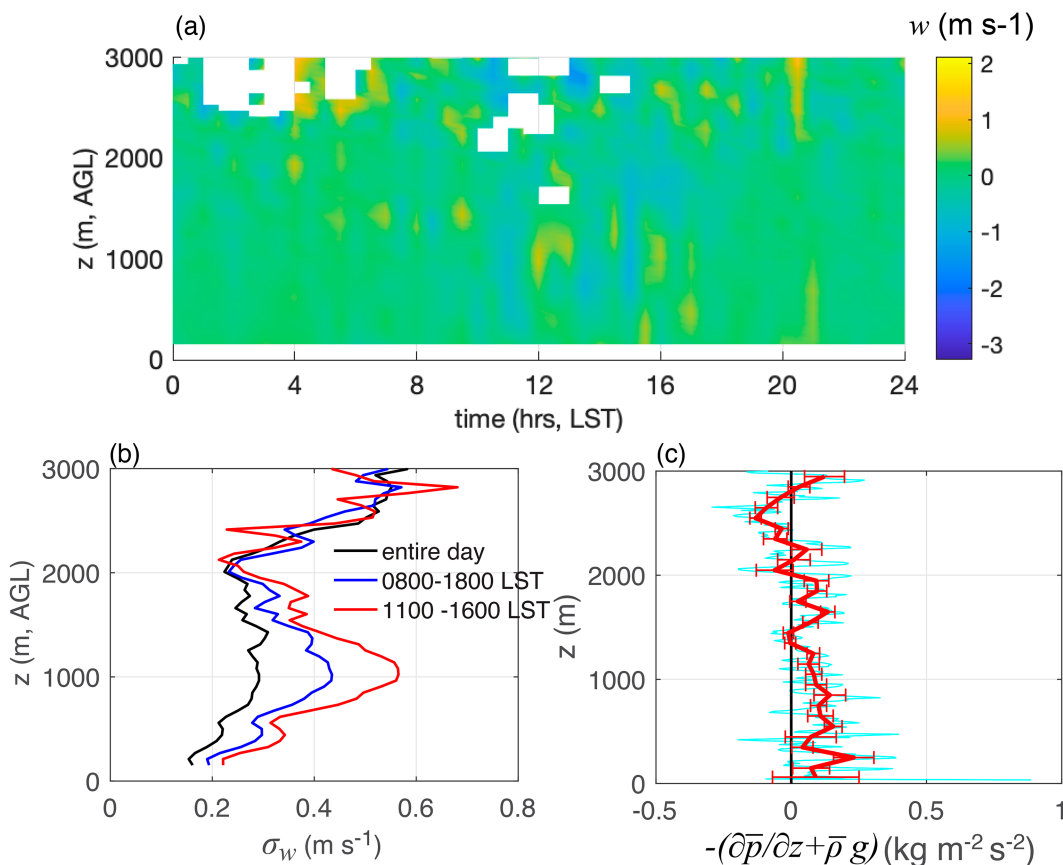 (a)
w (m s-1)
3000
2000
1000
0
z (m, AGL)
0 4 8 12 16 20 24
time (hrs, LST)
2
1
0
-1
-2
-3
(b)
3000
2000
1000
0
z (m, AGL)
entire day
0800-1800 LST
1100 -1600 LST
0 0.2 0.4 0.6 0.8
σw (m s-1)
(c)
3000
2000
1000
0
z (m)
-0.5 0 0.5 1
-(∂p̅/∂z+ρ̅ g) (kg m-2 s-2)